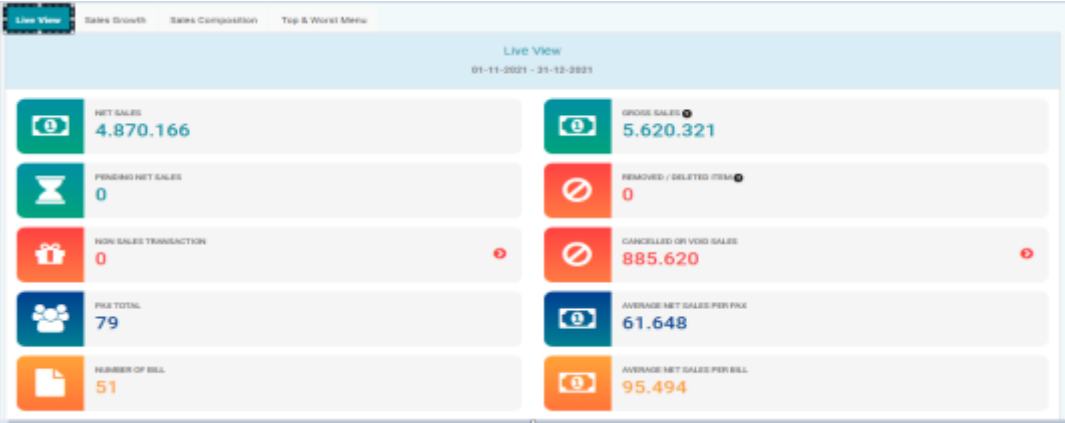 Live View
Sales Growth
Sales Composition
Top & Worst Menu
Live View
01-11-2021 - 31-12-2021
NET SALES
4.870.166
GROSS SALES
5.620.321
PENDING NET SALES
0
REMOVED / DELETED ITEM
0
NON SALES TRANSACTION
0
CANCELLED OR VOID SALES
885.620
PAX TOTAL
79
AVERAGE NET SALES PER PAX
61.648
NUMBER OF BILL
51
AVERAGE NET SALES PER BILL
95.494